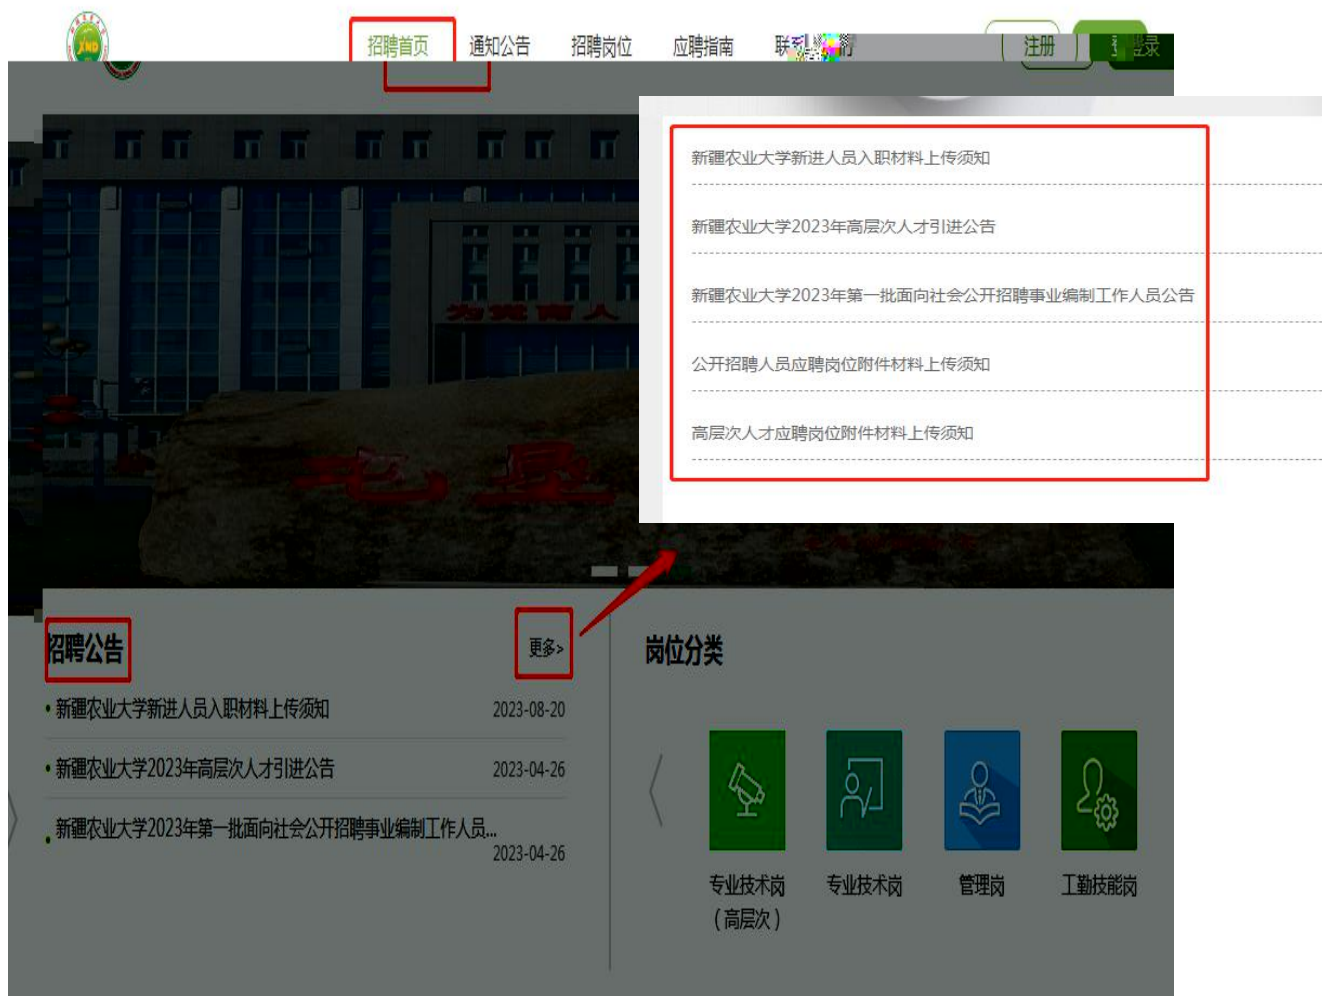 招聘首页 通知公告 招聘岗位 应聘指南 联系
注册
录
新疆农业大学新进人员入职材料上传须知
新疆农业大学2023年高层次人才引进公告
新疆农业大学2023年第一批面向社会公开招聘事业编制工作人员公告
公开招聘人员应聘岗位附件材料上传须知
高层次人才应聘岗位附件材料上传须知
招聘公告
更多>
新疆农业大学新进人员入职材料上传须知 2023-08-20
新疆农业大学2023年高层次人才引进公告 2023-04-26
新疆农业大学2023年第一批面向社会公开招聘事业编制工作人员...
2023-04-26
岗位分类
专业技术岗
（高层次）
专业技术岗
管理岗
工勤技能岗